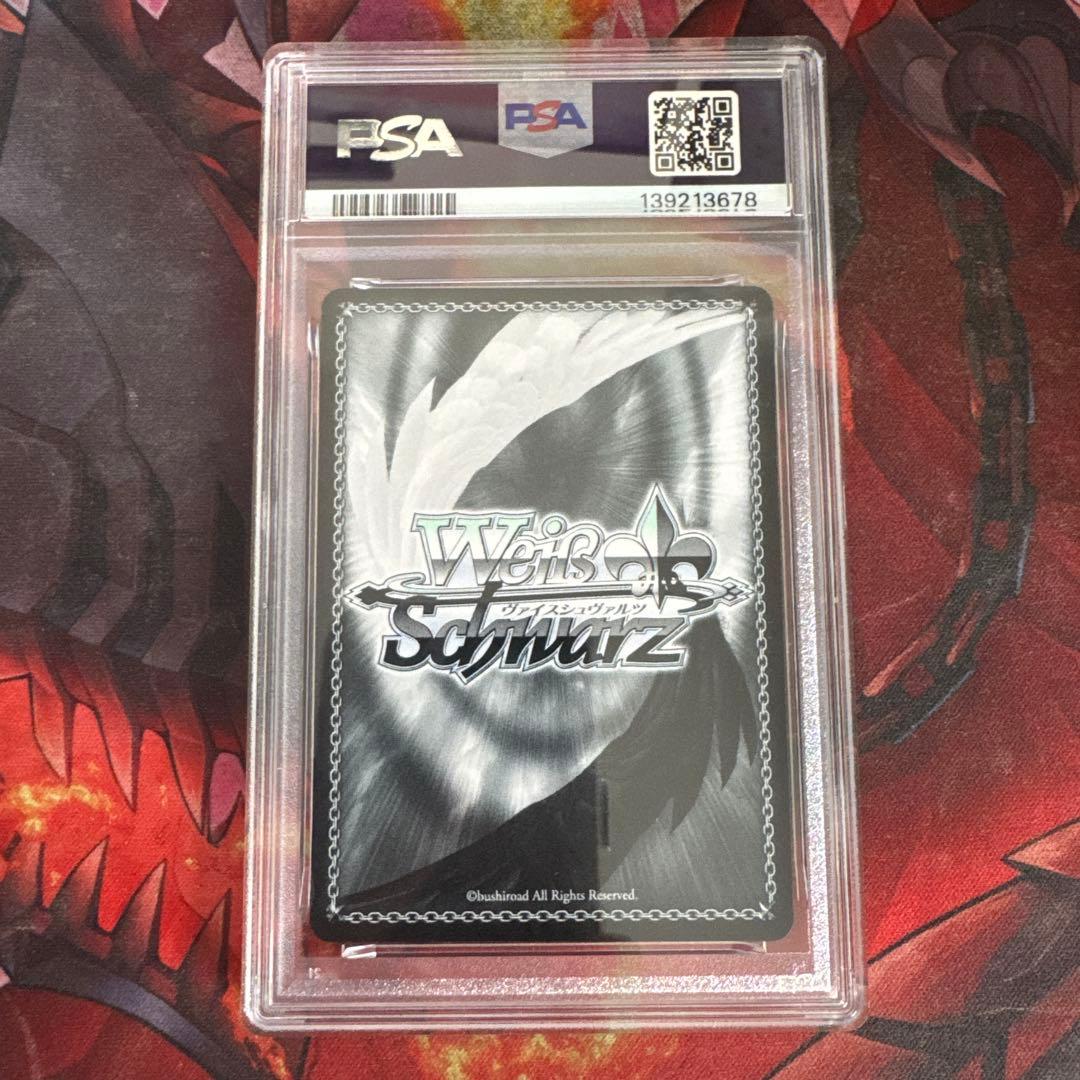 PSA
PSA
139213678
Weiß
ヴァイスシュヴァルツ
Schwarz
©bushiroad All Rights Reserved.